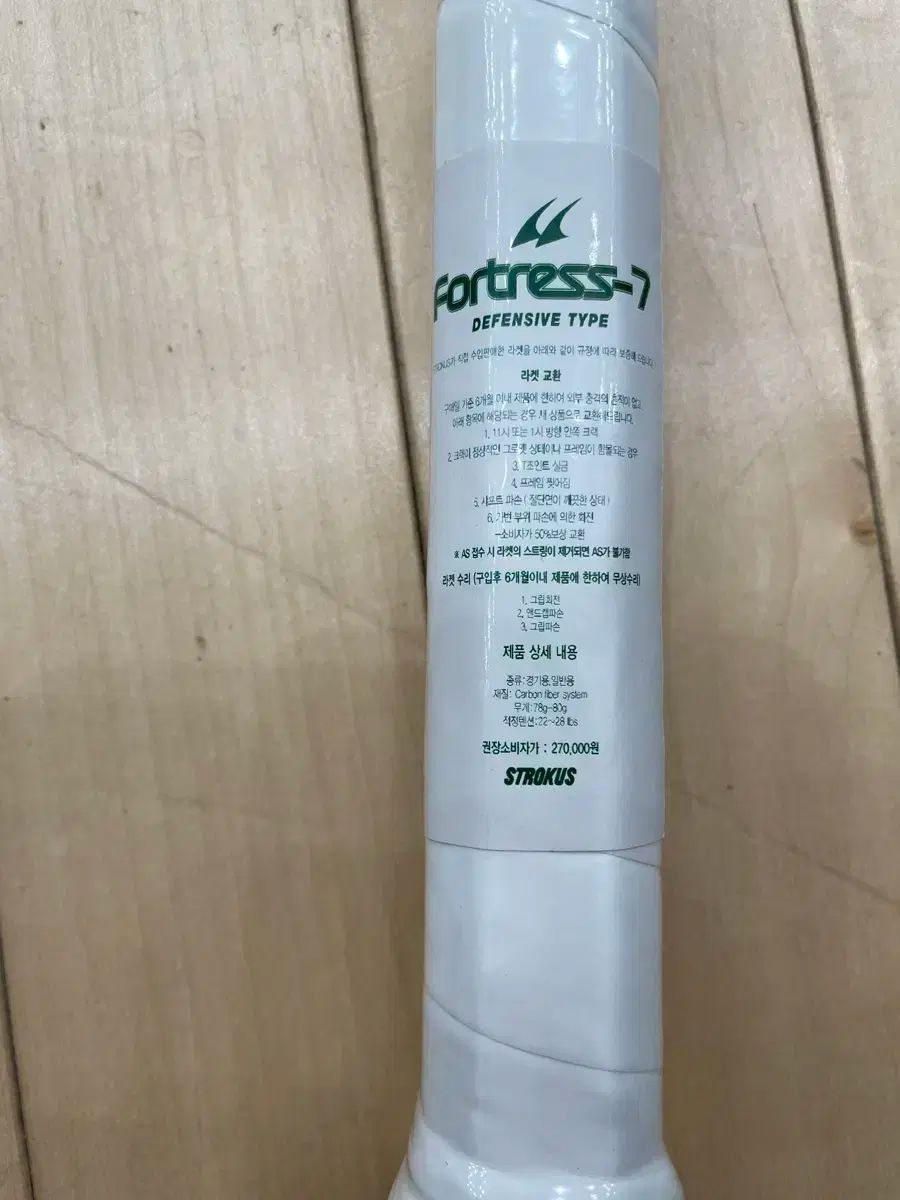 Fortress-7
DEFENSIVE TYPE
STROKUS가 직접 수입판매한 라켓을 아래와 같이 규정에 따라 보증해 드립니다.
라켓 교환
구매일 기준 6개월 이내 제품에 한하여 외부 충격의 흔적이 없고
아래 항목에 해당되는 경우 새 상품으로 교환해드립니다.
1. 11시 또는 1시 방향 안쪽 크랙
2. 크랙이 정상적인 그로멧 상태이나 프레임이 함몰되는 경우
3. T조인트 실금
4. 프레임 찢어짐
5. 샤프트 파손 ( 절단면이 깨끗한 상태 )
6. 가변 부위 파손에 의한 회전
-소비자가 50%보상 교환
※ AS 접수 시 라켓의 스트링이 제거되면 AS가 불가함
라켓 수리 (구입후 6개월이내 제품에 한하여 무상수리)
1. 그립회전
2. 앤드캡파손
3. 그립파손
제품 상세 내용
종류:경기용,일반용
재질: Carbon fiber system
무게:78g~80g
적정텐션:22~28 lbs
권장소비자가 : 270,000원
STROKUS